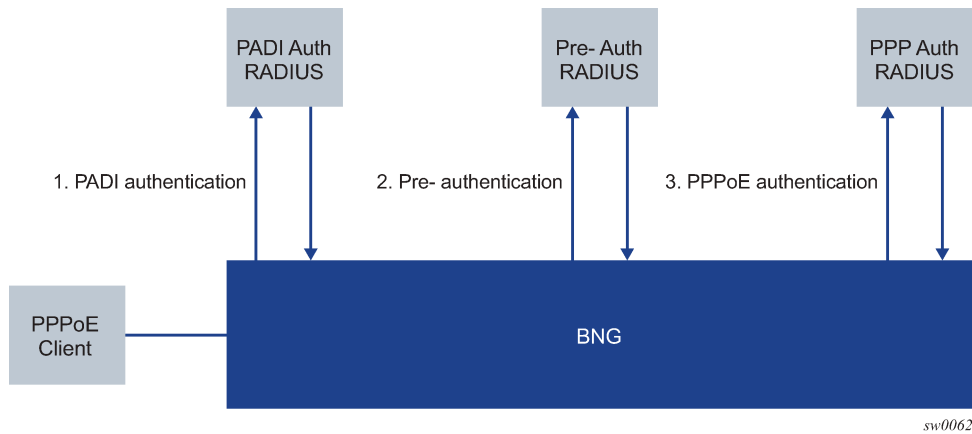 PADI Auth
RADIUS
Pre- Auth
RADIUS
PPP Auth
RADIUS
1. PADI authentication
2. Pre- authentication
3. PPPoE authentication
PPPoE
Client
BNG
sw0062